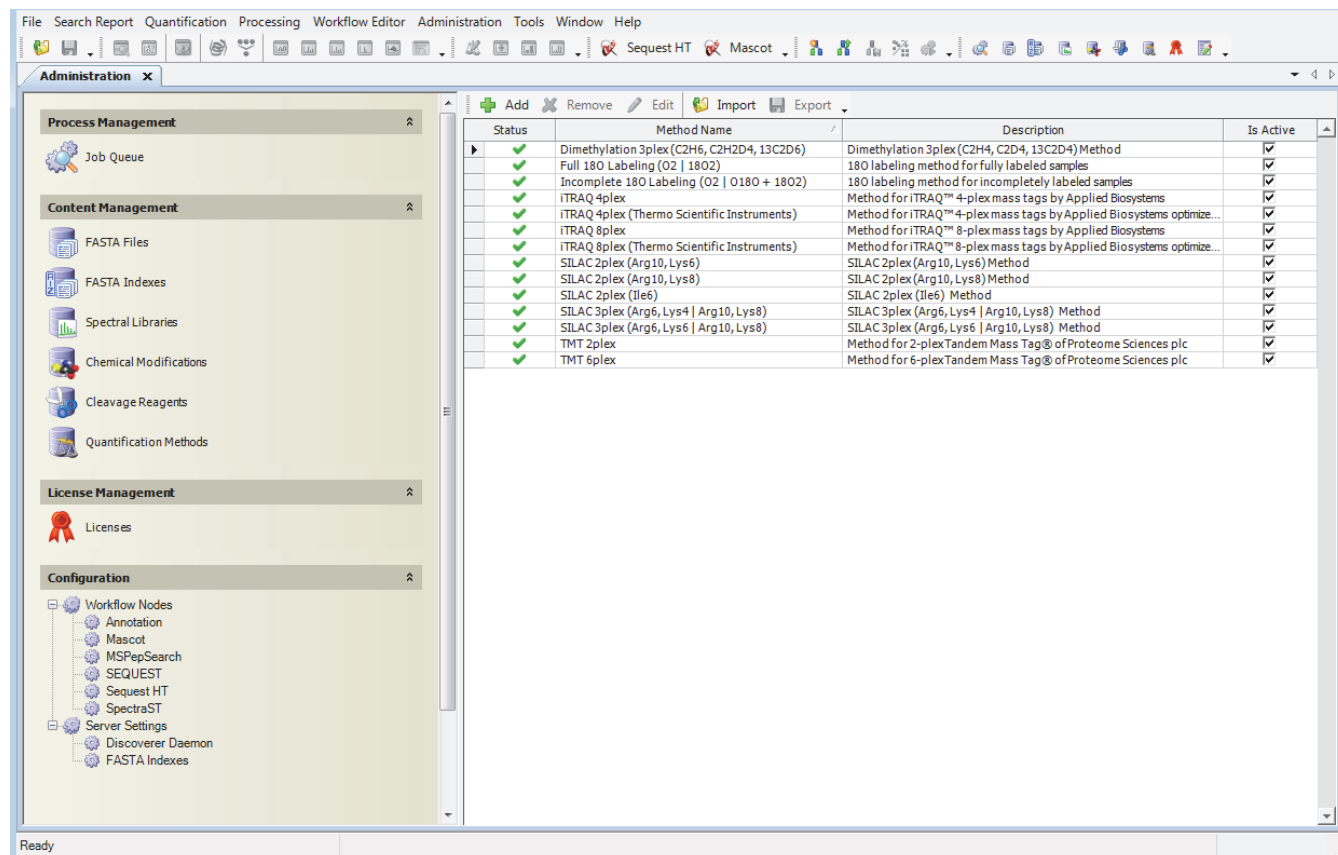 File Search Report Quantification Processing Workflow Editor Administration Tools Window Help
Sequest HT Mascot
Administration x
Process Management
Job Queue
Content Management
FASTA Files
FASTA Indexes
Spectral Libraries
Chemical Modifications
Cleavage Reagents
Quantification Methods
License Management
Licenses
Configuration
Workflow Nodes
Annotation
Mascot
MSPepSearch
SEQUEST
Sequest HT
SpectraST
Server Settings
Discoverer Daemon
FASTA Indexes
Add Remove Edit Import Export
Status Method Name Description Is Active
Dimethylation 3plex (C2H6, C2H2D4, 13C2D6) Dimethylation 3plex (C2H4, C2D4, 13C2D4) Method
Full 18O Labeling (O2 | 18O2) 18O labeling method for fully labeled samples
Incomplete 18O Labeling (O2 | O18O + 18O2) 18O labeling method for incompletely labeled samples
iTRAQ 4plex Method for iTRAQ™ 4-plex mass tags by Applied Biosystems
iTRAQ 4plex (Thermo Scientific Instruments) Method for iTRAQ™ 4-plex mass tags by Applied Biosystems optimize...
iTRAQ 8plex Method for iTRAQ™ 8-plex mass tags by Applied Biosystems
iTRAQ 8plex (Thermo Scientific Instruments) Method for iTRAQ™ 8-plex mass tags by Applied Biosystems optimize...
SILAC 2plex (Arg10, Lys6) SILAC 2plex (Arg10, Lys6) Method
SILAC 2plex (Arg10, Lys8) SILAC 2plex (Arg10, Lys8) Method
SILAC 2plex (Ile6) SILAC 2plex (Ile6) Method
SILAC 3plex (Arg6, Lys4 | Arg10, Lys8) SILAC 3plex (Arg6, Lys4 | Arg10, Lys8) Method
SILAC 3plex (Arg6, Lys6 | Arg10, Lys8) SILAC 3plex (Arg6, Lys6 | Arg10, Lys8) Method
TMT 2plex Method for 2-plex Tandem Mass Tag® of Proteome Sciences plc
TMT 6plex Method for 6-plex Tandem Mass Tag® of Proteome Sciences plc
Ready